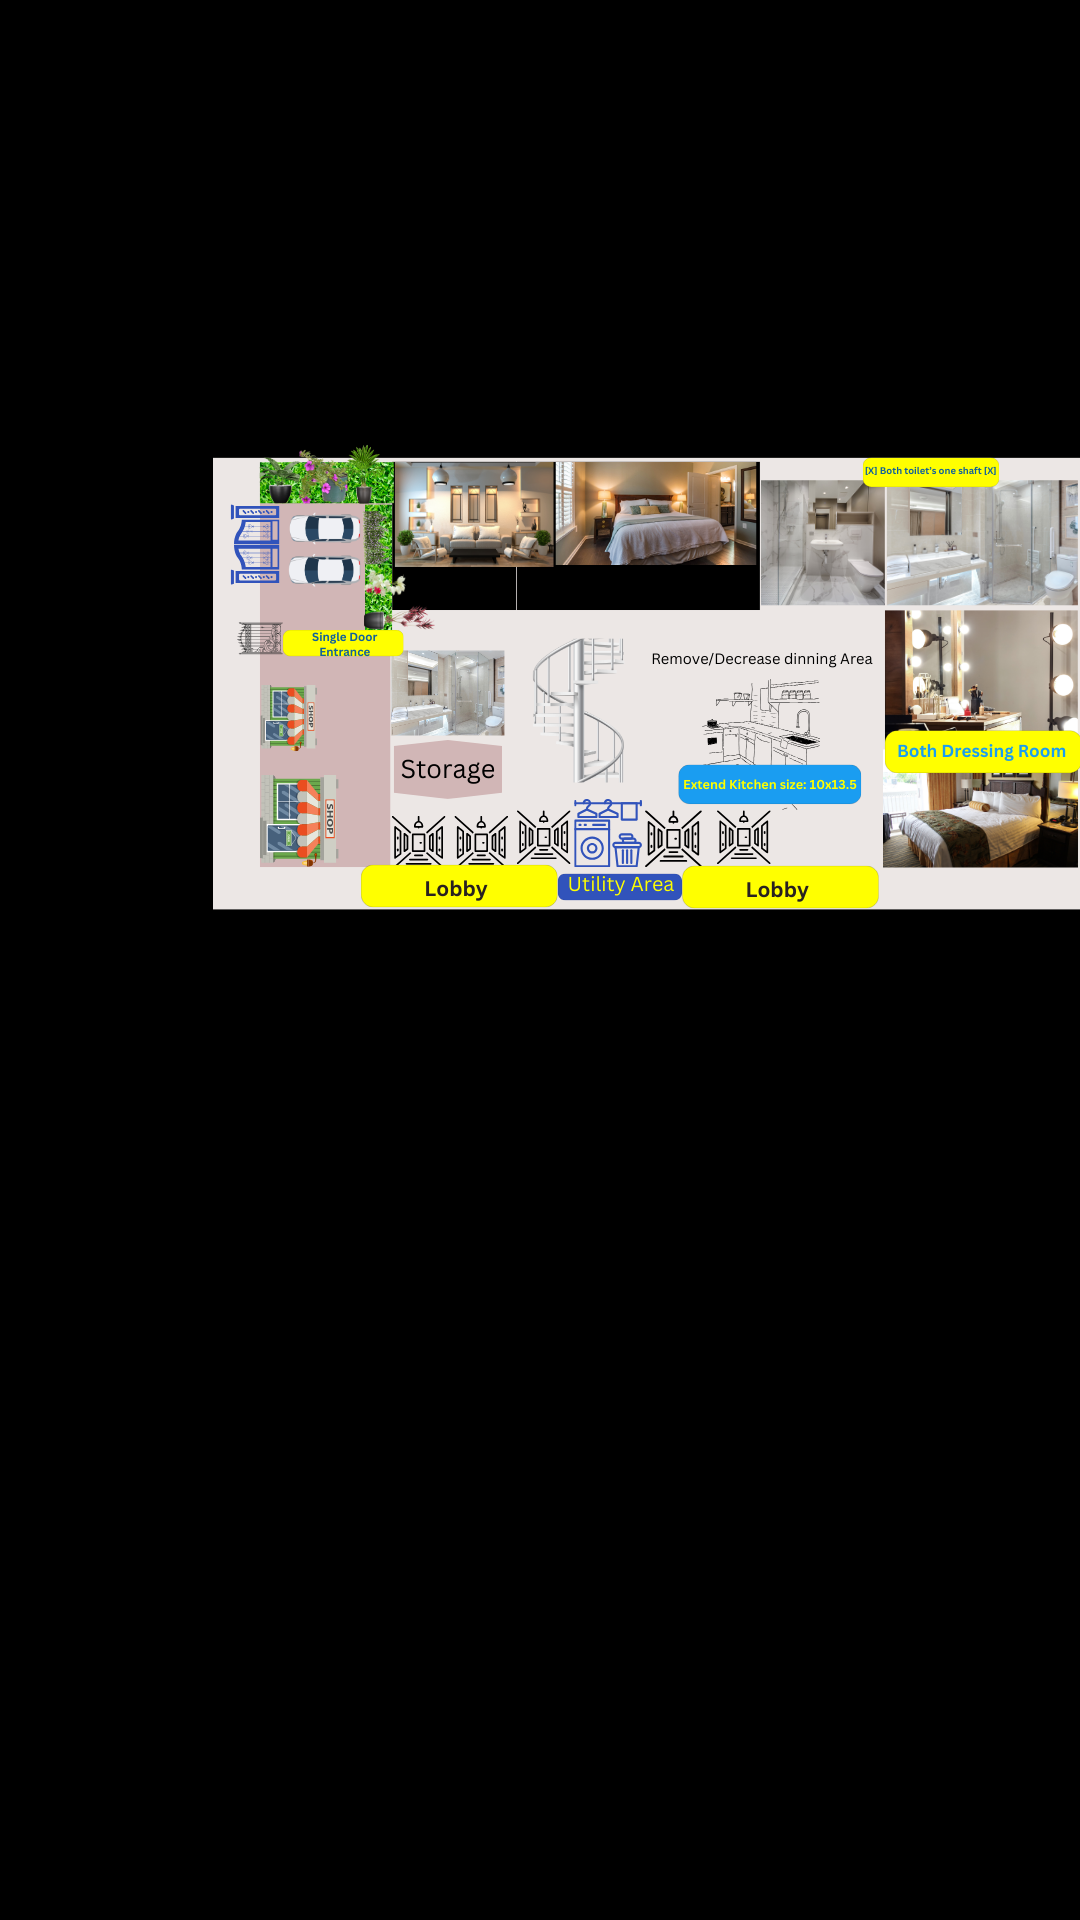 [X] Both toilet's one shaft [X]
Single Door
Entrance
Remove/Decrease dinning Area
SHOP
Both Dressing Room
Storage
Extend Kitchen size: 10x13.5
SHOP
Lobby
Utility Area
Lobby